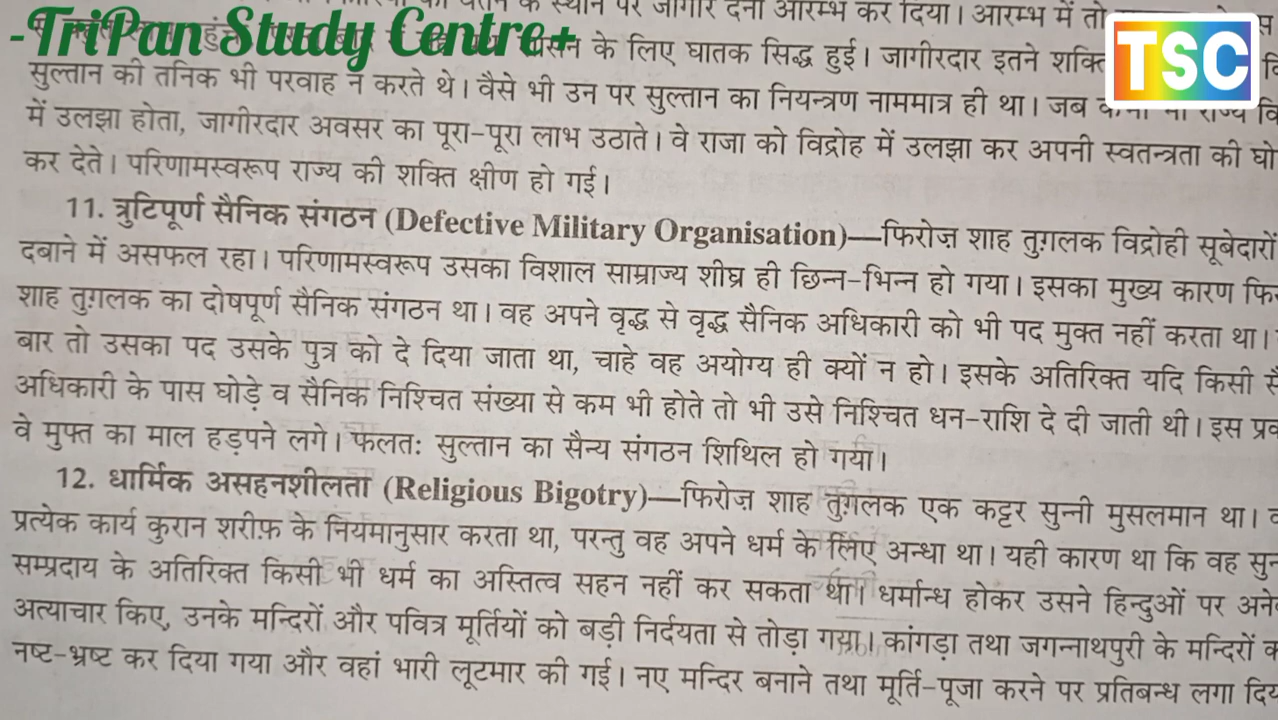 के स्थान पर जागीर देनी आरम्भ कर दिया। आरम्भ में तो
-TriPan Study Centre+
TSC
के लिए घातक सिद्ध हुई। जागीरदार इतने
सुल्तान की तनिक भी परवाह न करते थे। वैसे भी उन पर सुल्तान का नियन्त्रण नाममात्र ही था। जब
में उलझा होता, जागीरदार अवसर का पूरा-पूरा लाभ उठाते। वे राजा को विद्रोह में उलझा कर अपनी स्वतन्त्रता की घो
कर देते। परिणामस्वरूप राज्य की शक्ति क्षीण हो गई।
11. त्रुटिपूर्ण सैनिक संगठन (Defective Military Organisation)—फिरोज़ शाह तुग़लक विद्रोही सूबेदारों
दबाने में असफल रहा। परिणामस्वरूप उसका विशाल साम्राज्य शीघ्र ही छिन्न-भिन्न हो गया। इसका मुख्य कारण फि
शाह तुग़लक का दोषपूर्ण सैनिक संगठन था। वह अपने वृद्ध से वृद्ध सैनिक अधिकारी को भी पद मुक्त नहीं करता था।
बार तो उसका पद उसके पुत्र को दे दिया जाता था, चाहे वह अयोग्य ही क्यों न हो। इसके अतिरिक्त यदि किसी सै
अधिकारी के पास घोड़े व सैनिक निश्चित संख्या से कम भी होते तो भी उसे निश्चित धन-राशि दे दी जाती थी। इस प्र
वे मुफ्त का माल हड़पने लगे। फलतः सुल्तान का सैन्य संगठन शिथिल हो गया।
12. धार्मिक असहनशीलता (Religious Bigotry)—फिरोज़ शाह तुग़लक एक कट्टर सुन्नी मुसलमान था।
प्रत्येक कार्य कुरान शरीफ़ के नियमानुसार करता था, परन्तु वह अपने धर्म के लिए अन्धा था। यही कारण था कि वह सुन
सम्प्रदाय के अतिरिक्त किसी भी धर्म का अस्तित्व सहन नहीं कर सकता था। धर्मान्ध होकर उसने हिन्दुओं पर अने
अत्याचार किए, उनके मन्दिरों और पवित्र मूर्तियों को बड़ी निर्दयता से तोड़ा गया। कांगड़ा तथा जगन्नाथपुरी के मन्दिरों
नष्ट-भ्रष्ट कर दिया गया और वहां भारी लूटमार की गई। नए मन्दिर बनाने तथा मूर्ति-पूजा करने पर प्रतिबन्ध लगा दिय